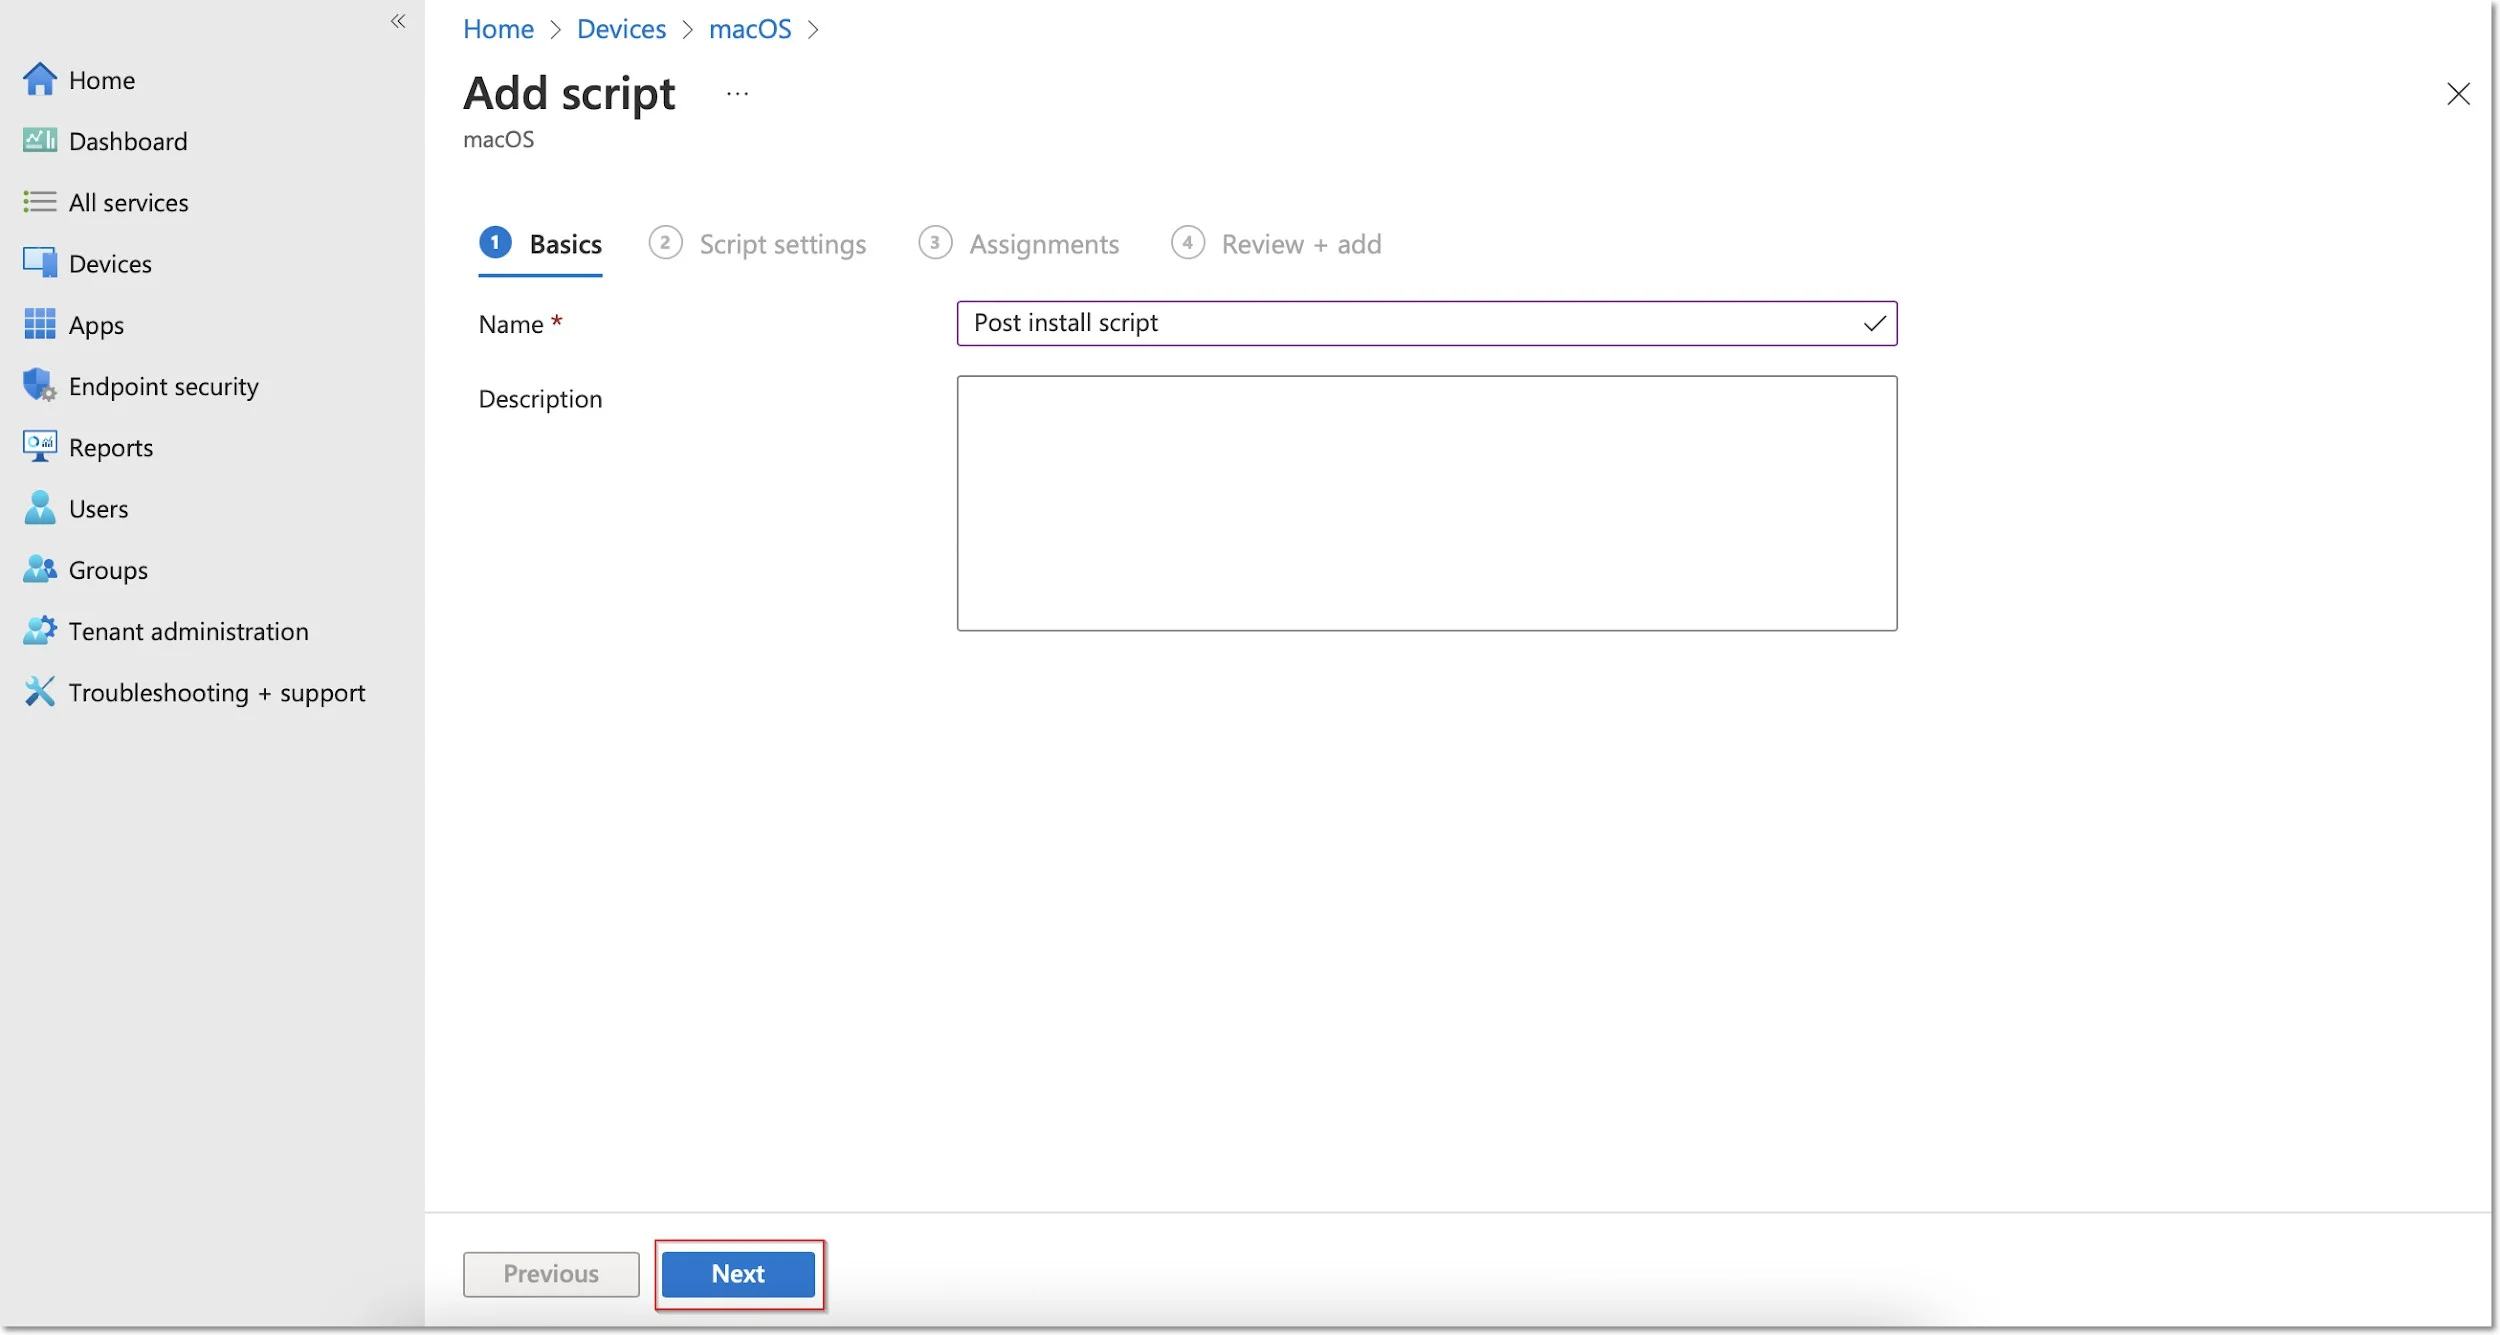 Home
Dashboard
All services
Devices
Apps
Endpoint security
Reports
Users
Groups
Tenant administration
Troubleshooting + support
Home > Devices > macOS >
Add script ...
macOS
1 Basics 2 Script settings 3 Assignments 4 Review + add
Name * Post install script
Description
Previous Next